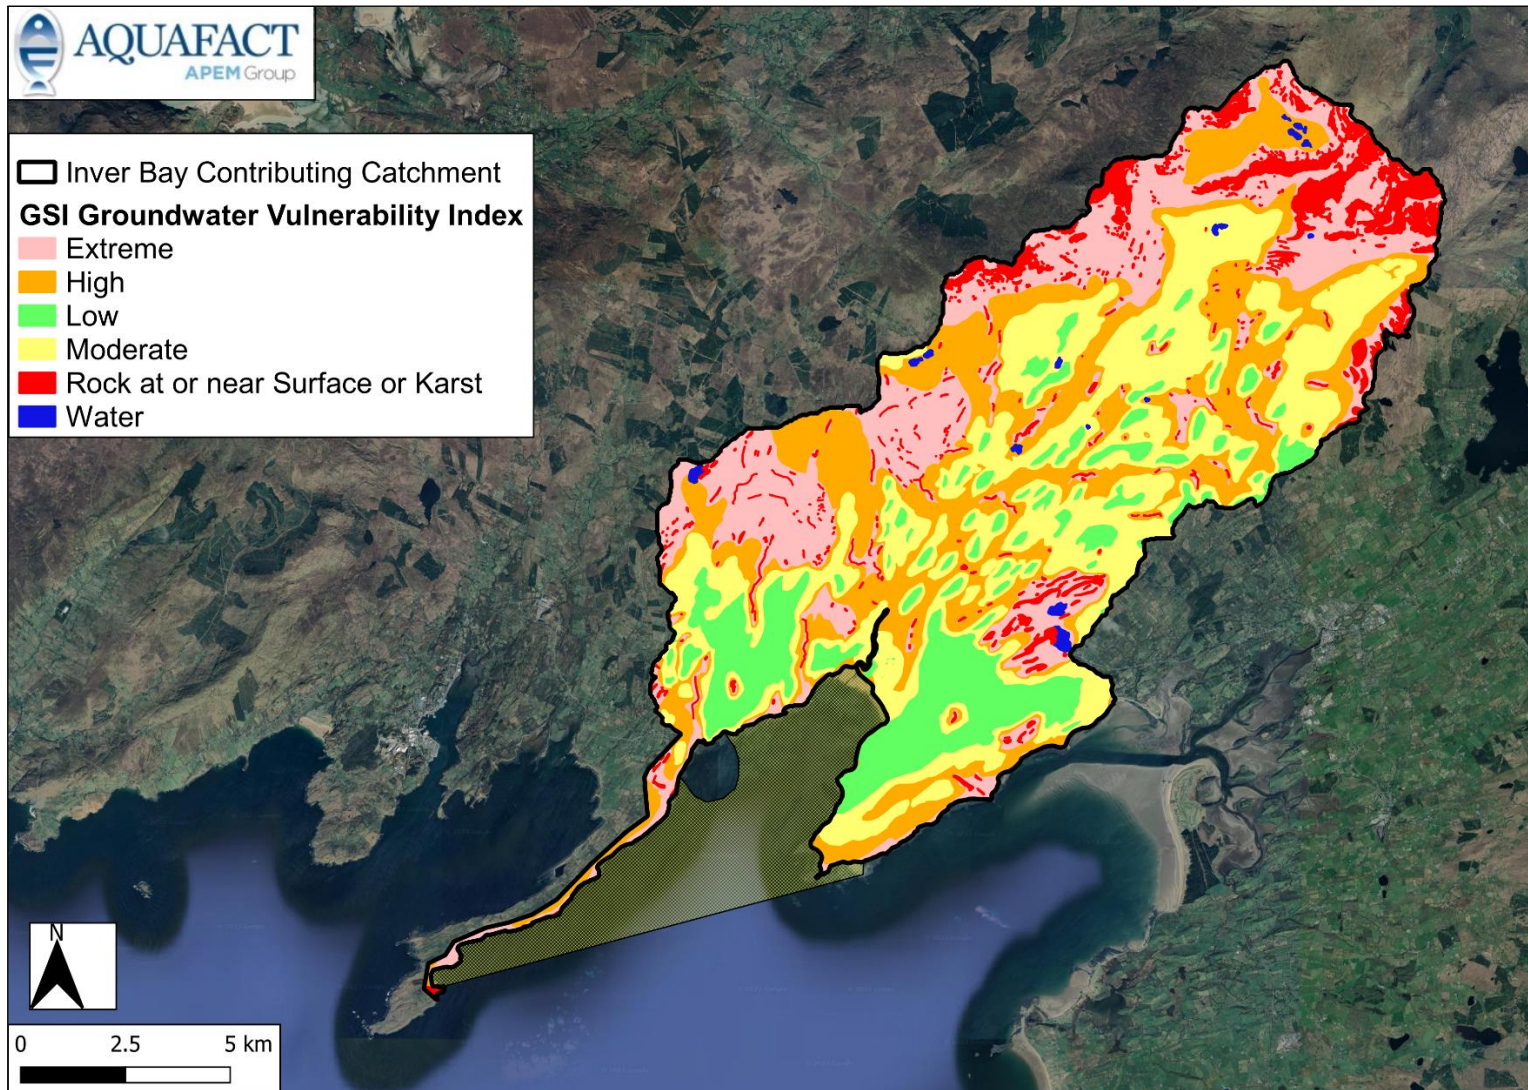 AQUAFACT
APEM Group
Inver Bay Contributing Catchment
GSI Groundwater Vulnerability Index
Extreme
High
Low
Moderate
Rock at or near Surface or Karst
Water
N
0 2.5 5 km